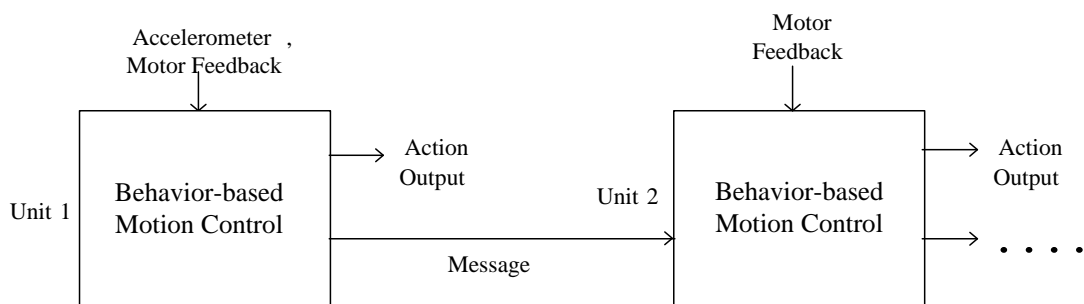 Accelerometer ,
Motor Feedback
Motor
Feedback
Unit 1
Behavior-based
Motion Control
Action
Output
Message
Unit 2
Behavior-based
Motion Control
Action
Output
. . . .